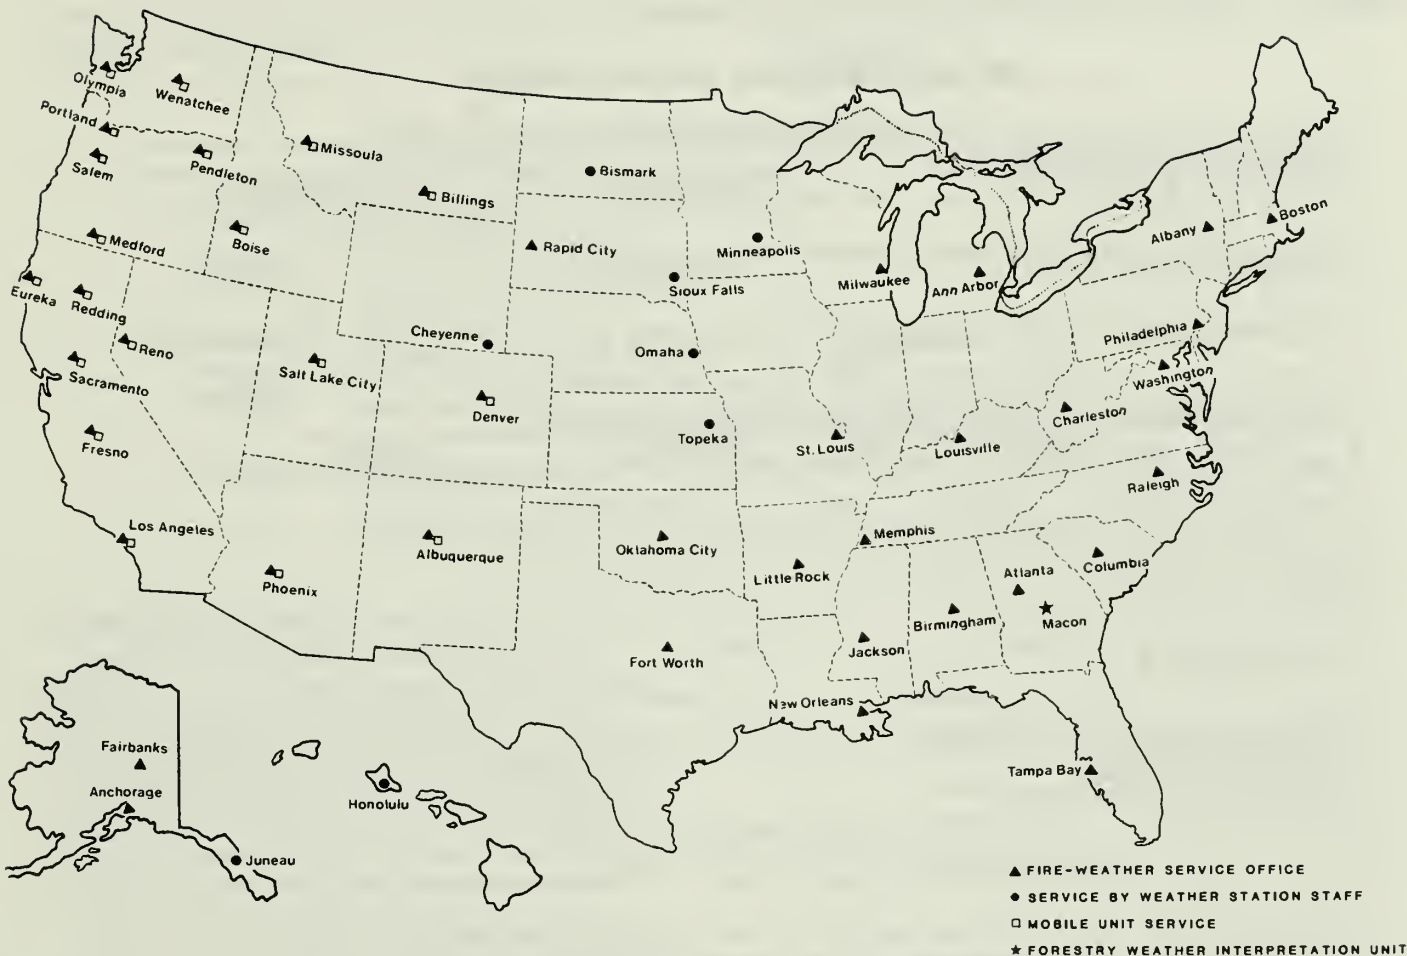 Olympia
Wenatchee
Portland
Salem
Pendleton
Missoula
Billings
Bismark
Medford
Boise
Rapid City
Minneapolis
Sioux Falls
Milwaukee
Ann Arbor
Albany
Boston
Eureka
Redding
Reno
Sacramento
Cheyenne
Omaha
Salt Lake City
Denver
Topeka
Philadelphia
Washington
Charleston
St. Louis
Louisville
Raleigh
Fresno
Los Angeles
Phoenix
Albuquerque
Oklahoma City
Little Rock
Memphis
Atlanta
Columbia
Macon
Birmingham
Jackson
Fort Worth
New Orleans
Tampa Bay
Fairbanks
Anchorage
Juneau
Honolulu
FIRE-WEATHER SERVICE OFFICE
SERVICE BY WEATHER STATION STAFF
MOBILE UNIT SERVICE
FORESTRY WEATHER INTERPRETATION UNIT